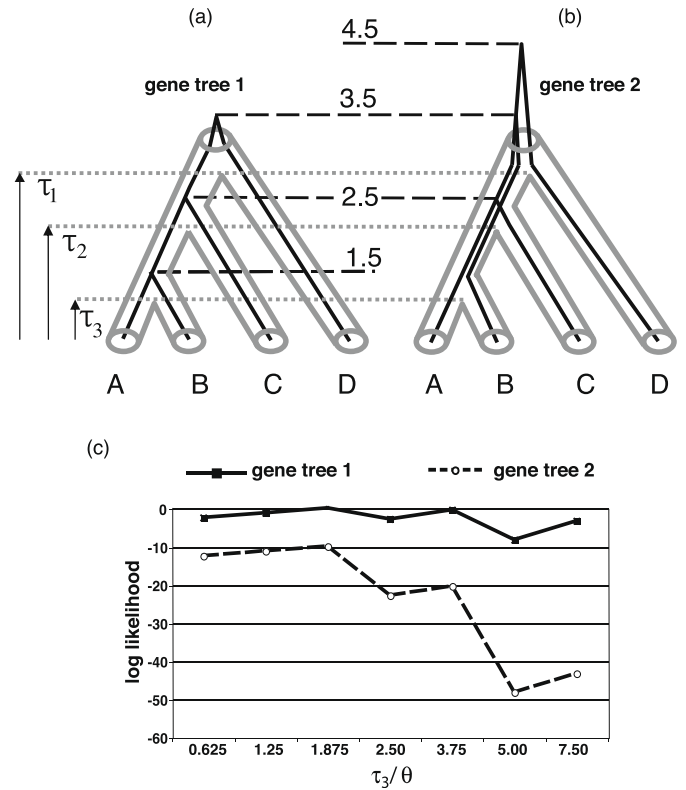 (a)
(b)
4.5
gene tree 1
gene tree 2
3.5
τ1
2.5
τ2
1.5
τ3
A B C D A B C D
(c)
gene tree 1 gene tree 2
log likelihood
0
-10
-20
-30
-40
-50
-60
0.625 1.25 1.875 2.50 3.75 5.00 7.50
τ3/θ